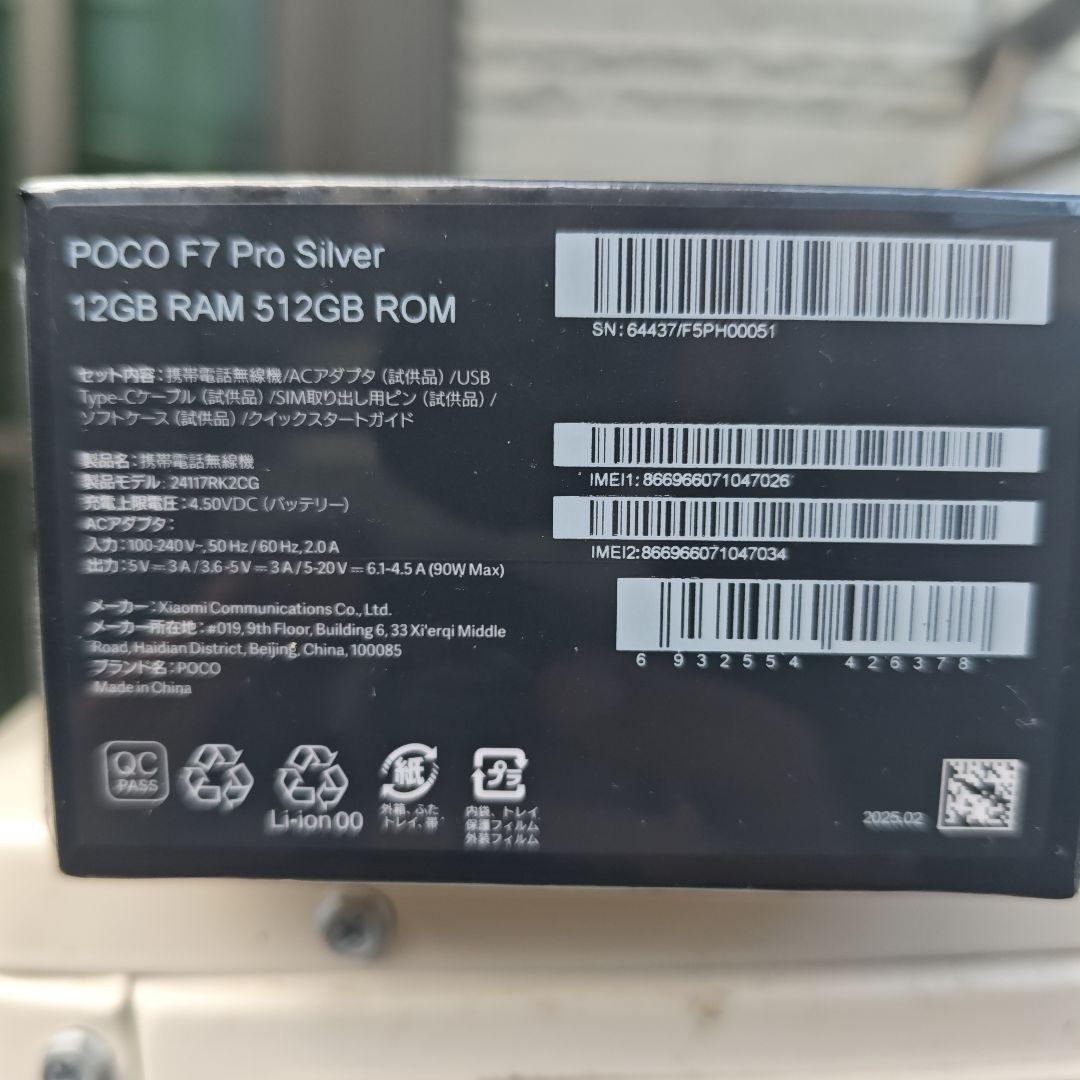 POCO F7 Pro Silver
12GB RAM 512GB ROM
セット内容：携帯電話無線機/ACアダプタ（試供品）/USB
Type-Cケーブル（試供品）/SIM取り出し用ピン（試供品）/
ソフトケース（試供品）/クイックスタートガイド
製品名：携帯電話無線機
製品モデル: 24117RK2CG
充電上限電圧：4.50VDC（バッテリー）
ACアダプタ：
入力：100-240V~, 50 Hz / 60 Hz, 2.0 A
出力：5V⎓3A / 3.6-5V⎓3A / 5-20V⎓6.1-4.5 A (90W Max)
メーカー：Xiaomi Communications Co., Ltd.
メーカー所在地：#019, 9th Floor, Building 6, 33 Xi'erqi Middle
Road, Haidian District, Beijing, China, 100085
ブランド名：POCO
Made in China
SN: 64437/F5PH00051
IMEI1: 866966071047026
IMEI2:866966071047034
6 932554 426378
QC
PASS
Li-ion 00
紙
外箱、ふた
トレイ、帯
プラ
内袋、トレイ
保護フィルム
外装フィルム
2025.02